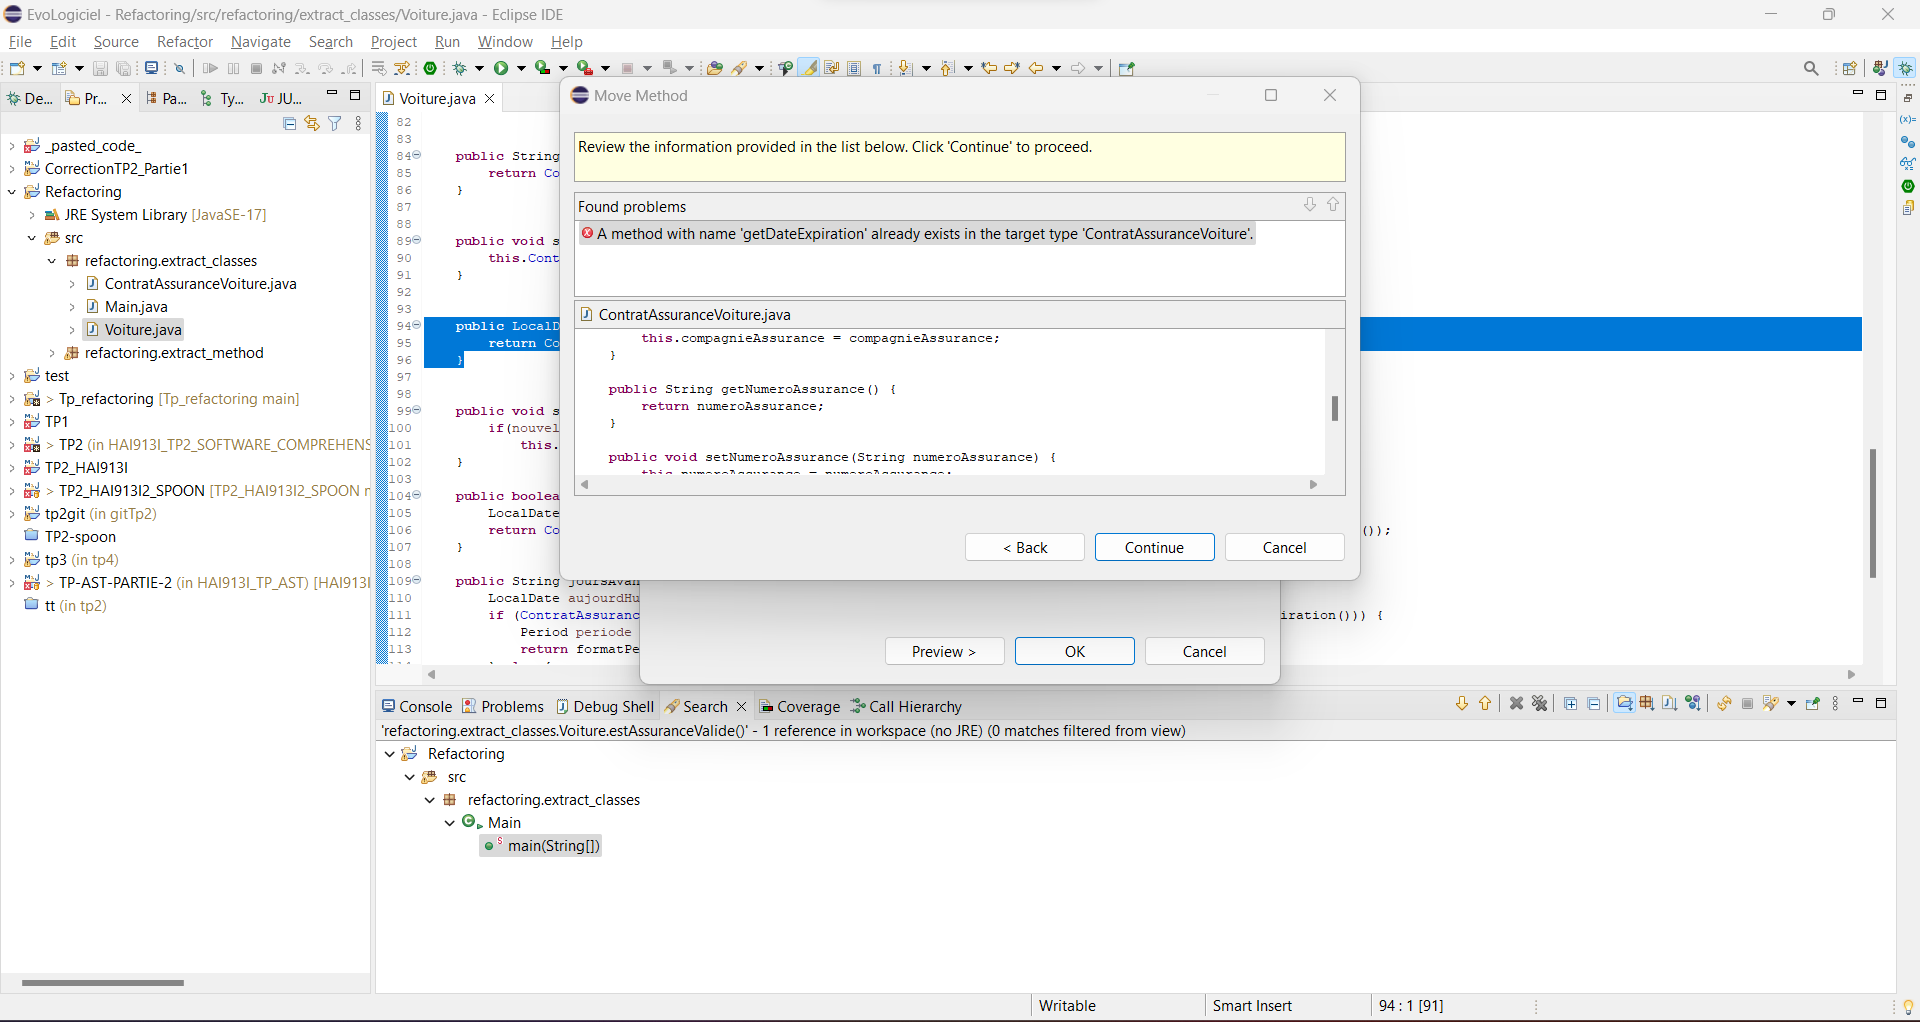 EvoLogiciel - Refactoring/src/refactoring/extract_classes/Voiture.java - Eclipse IDE
File Edit Source Refactor Navigate Search Project Run Window Help
De... Pr... Pa... Ty... JU...
_pasted_code_
CorrectionTP2_Partie1
Refactoring
JRE System Library [JavaSE-17]
src
refactoring.extract_classes
ContratAssuranceVoiture.java
Main.java
Voiture.java
refactoring.extract_method
test
> Tp_refactoring [Tp_refactoring main]
TP1
> TP2 (in HAI913I_TP2_SOFTWARE_COMPREHENS
TP2_HAI913I
> TP2_HAI913I2_SPOON [TP2_HAI913I2_SPOON
tp2git (in gitTp2)
TP2-spoon
tp3 (in tp4)
> TP-AST-PARTIE-2 (in HAI913I_TP_AST) [HAI913I
tt (in tp2)
Voiture.java
82
83
84 public String
85 return Co
86 }
87
88
89 public void s
90 this.Cont
91 }
92
93
94 public LocalD
95 return Co
96 }
97
98
99 public void s
100 if(nouvel
101 this.
102 }
103
104 public boolea
105 LocalDate
106 return Co ());
107 }
108
109 public String joursAvan
110 LocalDate aujourdHu
111 if (ContratAssuranc iration())) {
112 Period periode
113 return formatPe
Move Method
Review the information provided in the list below. Click 'Continue' to proceed.
Found problems
A method with name 'getDateExpiration' already exists in the target type 'ContratAssuranceVoiture'.
ContratAssuranceVoiture.java
this.compagnieAssurance = compagnieAssurance;
}
public String getNumeroAssurance() {
return numeroAssurance;
}
public void setNumeroAssurance(String numeroAssurance) {
this.numeroAssurance = numeroAssurance;
< Back Continue Cancel
Preview > OK Cancel
Console Problems Debug Shell Search Coverage Call Hierarchy
'refactoring.extract_classes.Voiture.estAssuranceValide()' - 1 reference in workspace (no JRE) (0 matches filtered from view)
Refactoring
src
refactoring.extract_classes
Main
main(String[])
Writable Smart Insert 94 : 1 [91]